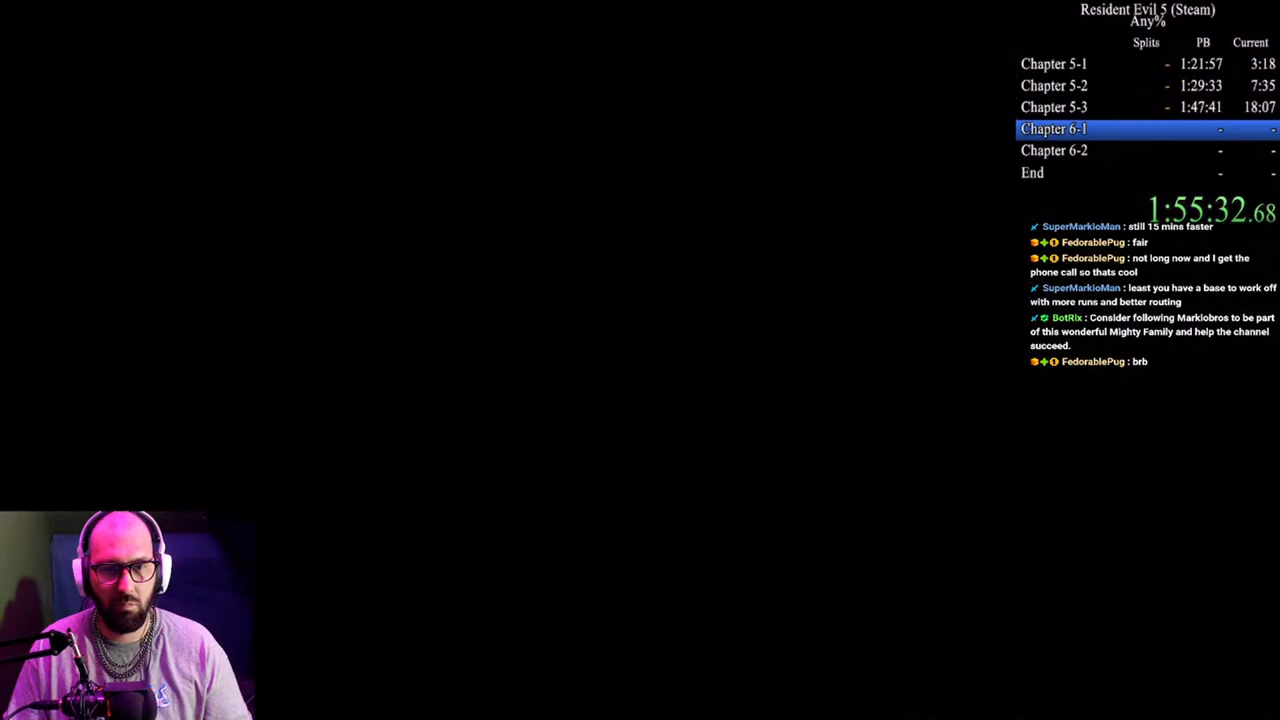 Resident Evil 5 (Steam)
Any%
Splits PB Current
Chapter 5-1 - 1:21:57 3:18
Chapter 5-2 - 1:29:33 7:35
Chapter 5-3 - 1:47:41 18:07
Chapter 6-1 - -
Chapter 6-2 - -
End - -
1:55:32.68
SuperMarkioMan : still 15 mins faster
FedorablePug : fair
FedorablePug : not long now and I get the
phone call so thats cool
SuperMarkioMan : least you have a base to work off
with more runs and better routing
BotRix : Consider following Markiobros to be part
of this wonderful Mighty Family and help the channel
succeed.
FedorablePug : brb